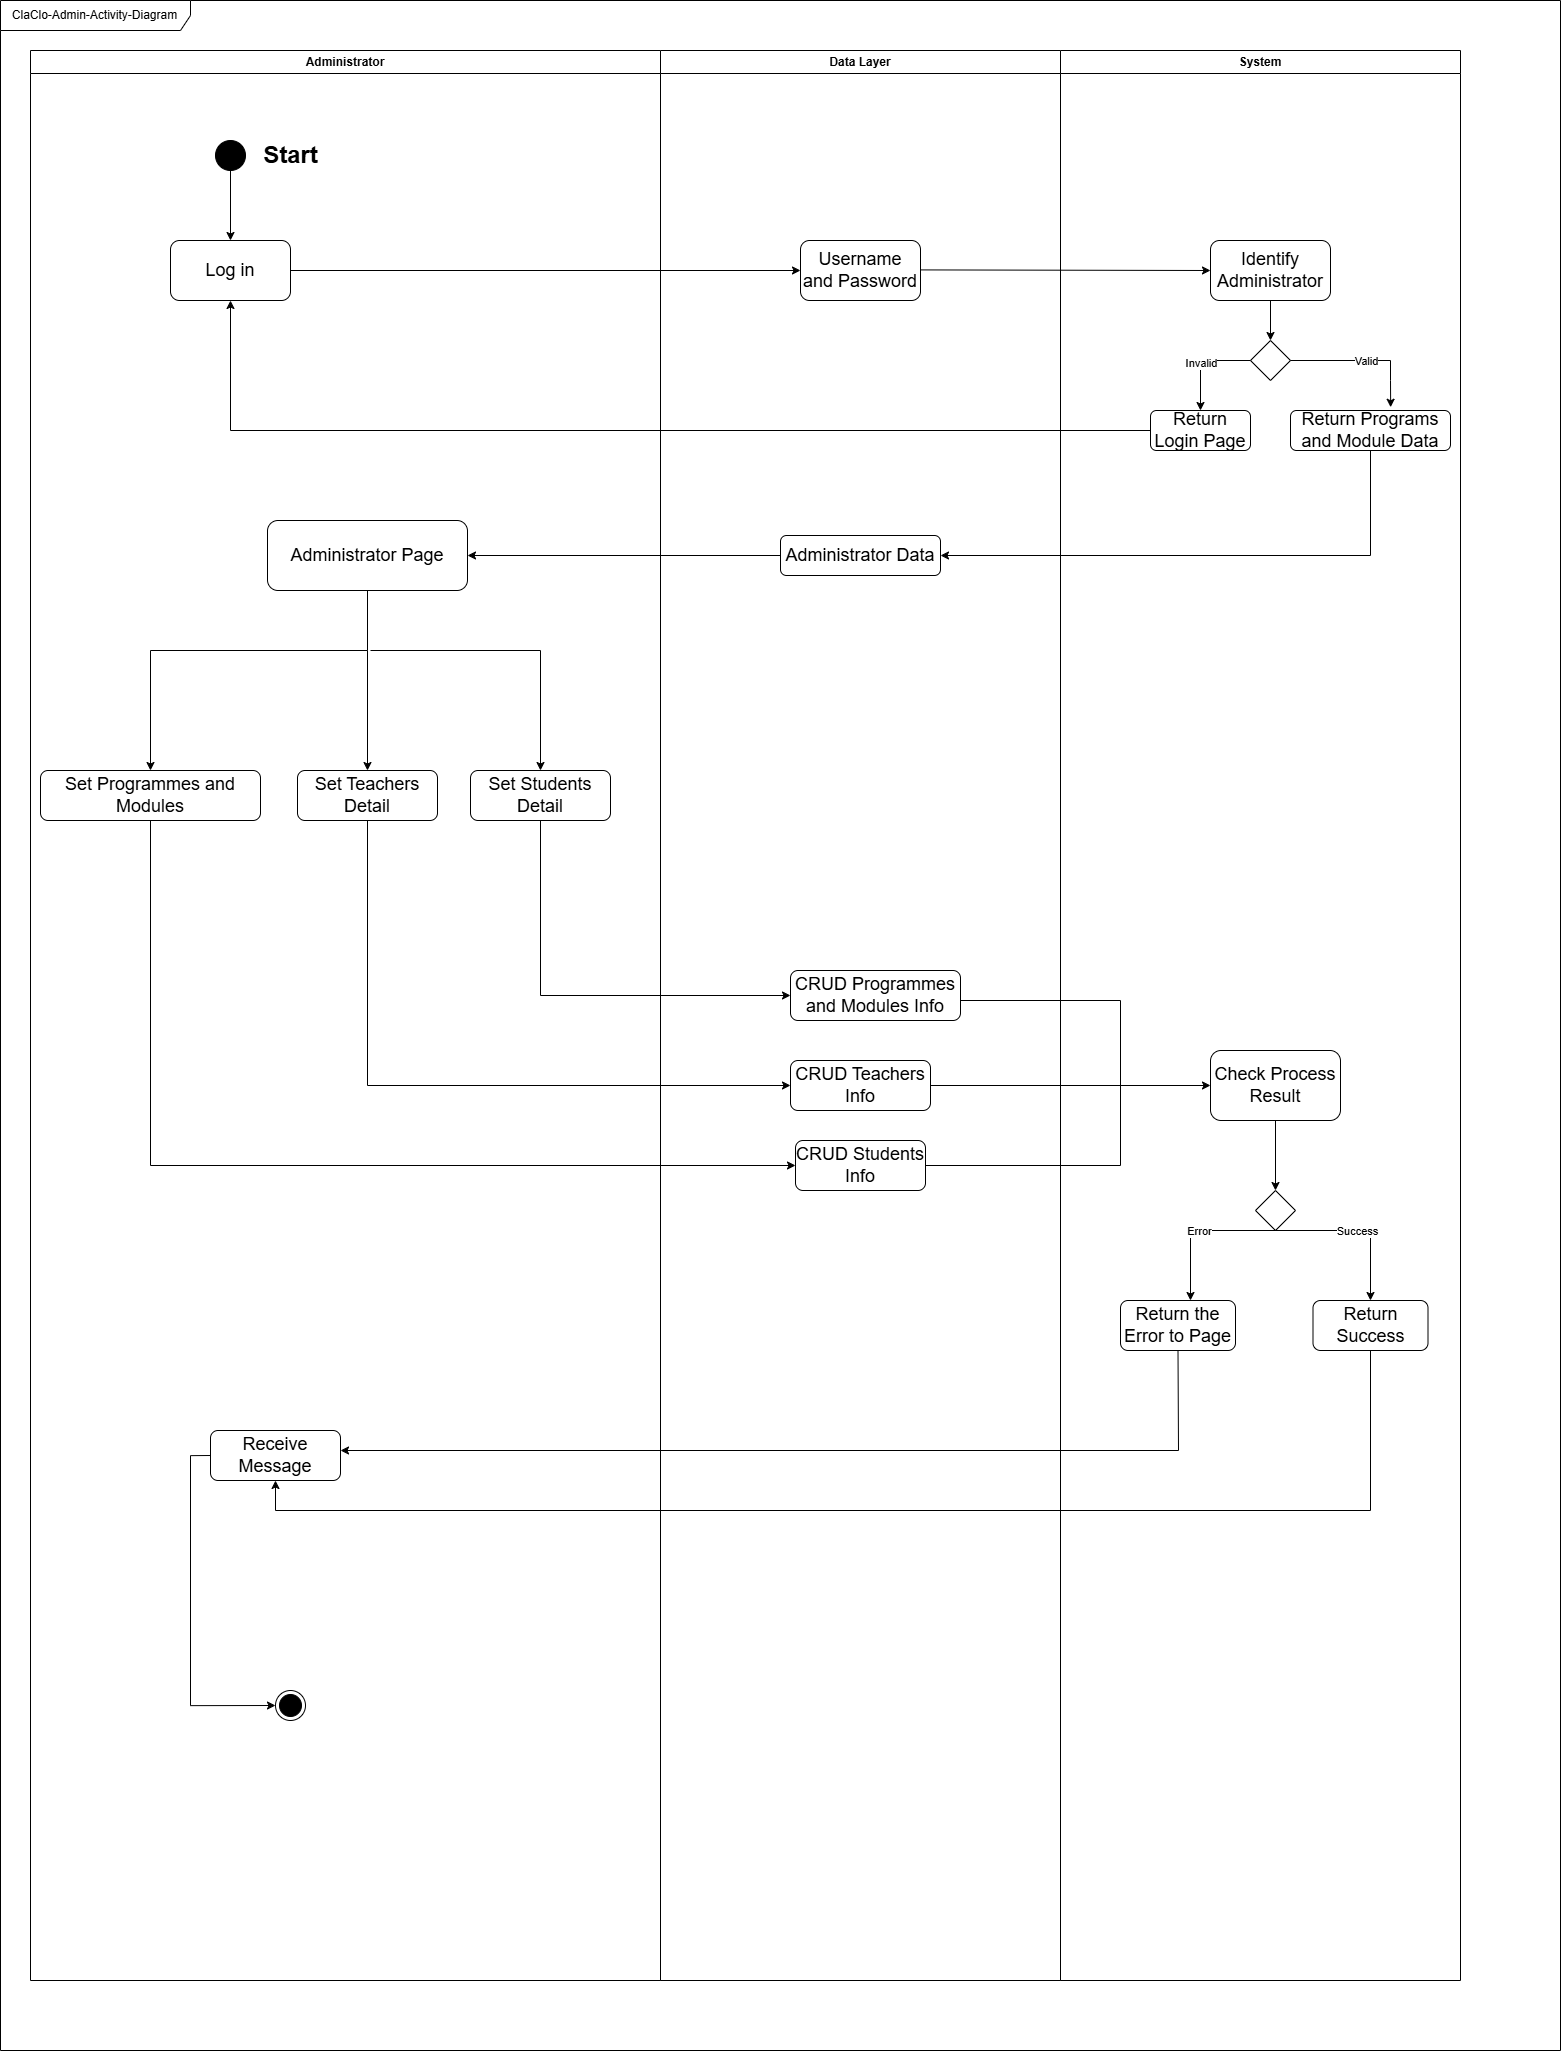 ClaClo-Admin-Activity-Diagram
Administrator
Data Layer
System
Start
Log in
Username
and Password
Identify
Administrator
Invalid
Valid
Return
Login Page
Return Programs
and Module Data
Administrator Page
Administrator Data
Set Programmes and
Modules
Set Teachers
Detail
Set Students
Detail
CRUD Programmes
and Modules Info
CRUD Teachers
Info
Check Process
Result
CRUD Students
Info
Error
Success
Return the
Error to Page
Return
Success
Receive
Message